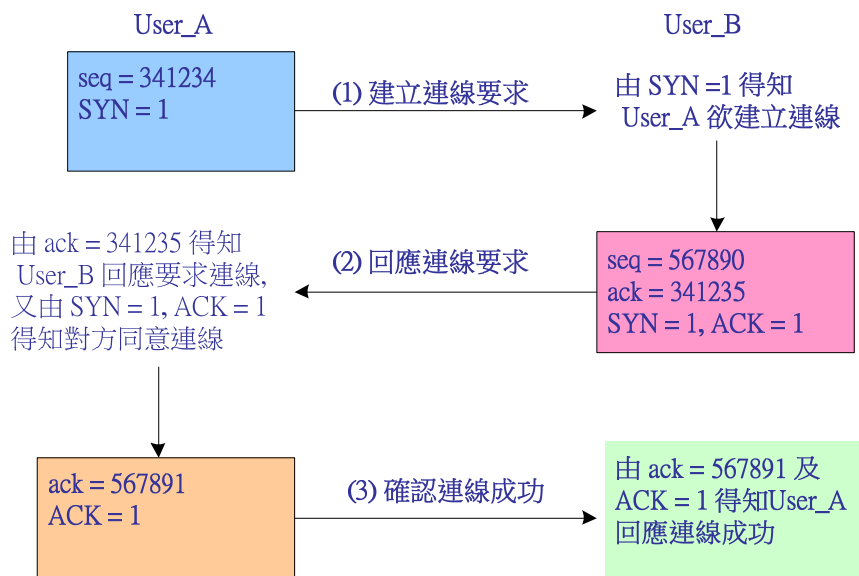 User_A
User_B
seq = 341234
SYN = 1
(1) 建立連線要求
由 SYN =1 得知
User_A 欲建立連線
由 ack = 341235 得知
User_B 回應要求連線,
又由 SYN = 1, ACK = 1
得知對方同意連線
(2) 回應連線要求
seq = 567890
ack = 341235
SYN = 1, ACK = 1
ack = 567891
ACK = 1
(3) 確認連線成功
由 ack = 567891 及
ACK = 1 得知User_A
回應連線成功